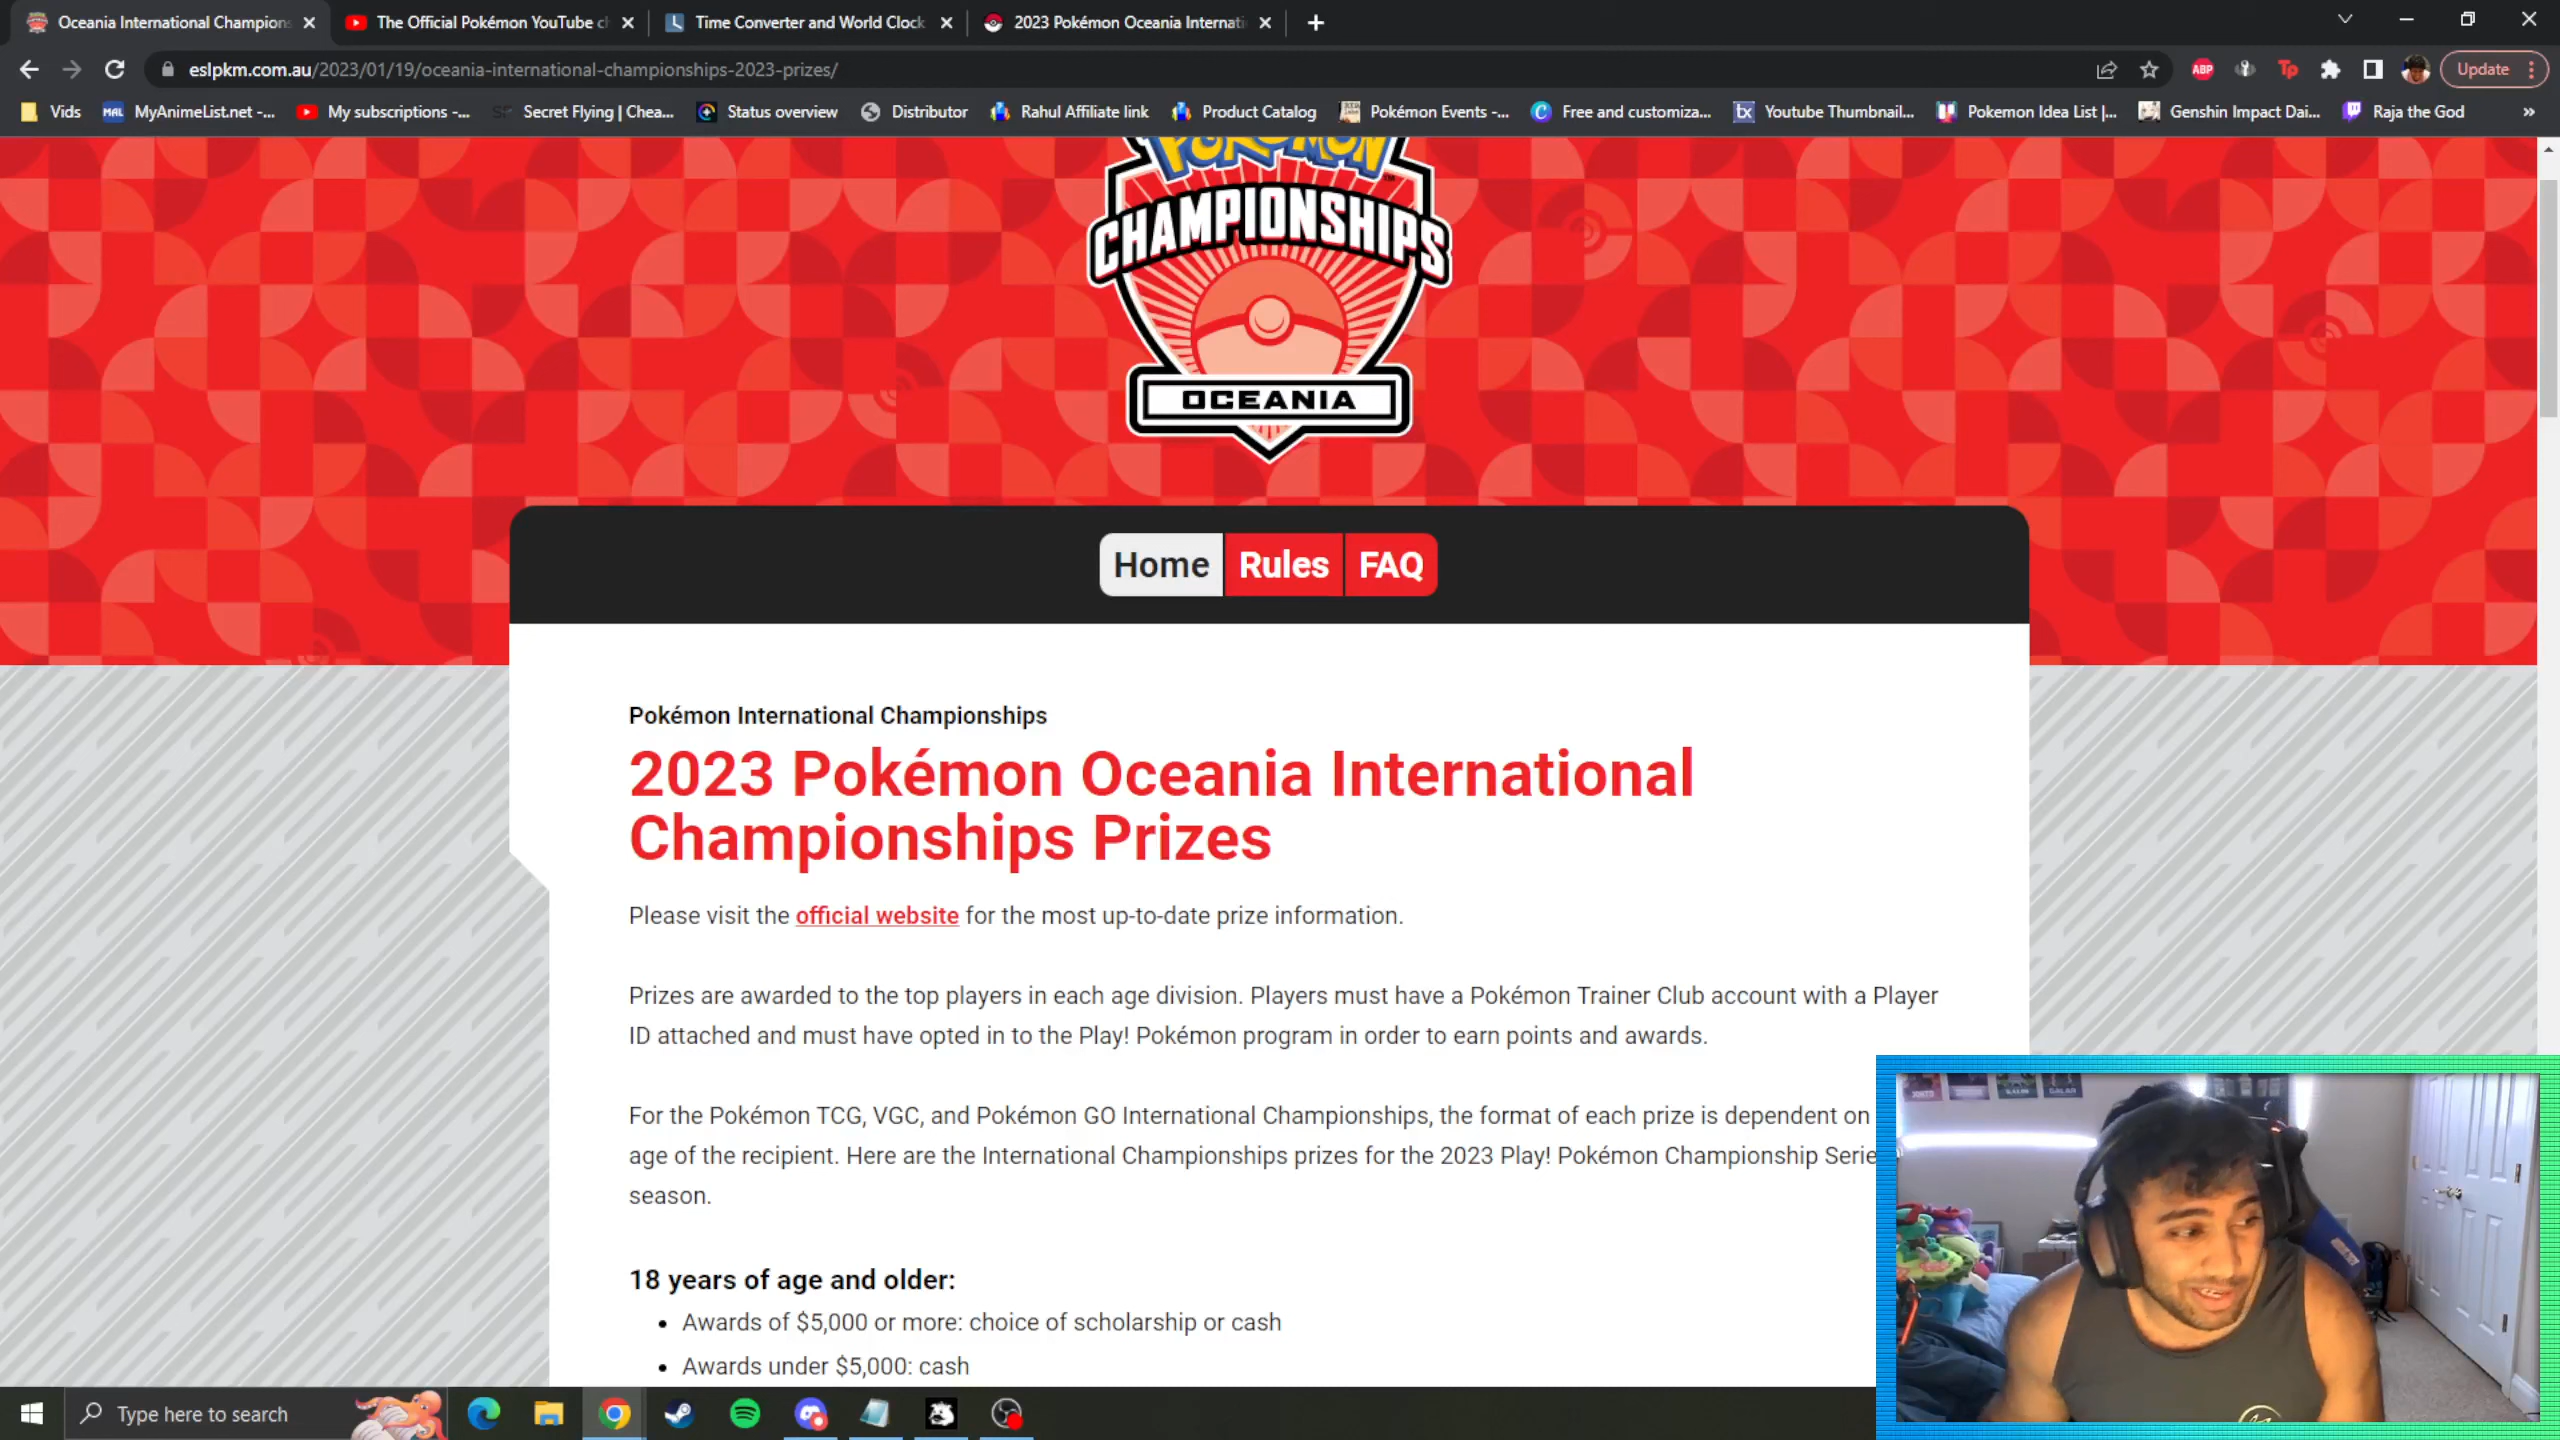 Oceania International Champions
The Official Pokémon YouTube ch
Time Converter and World Clock
2023 Pokémon Oceania Internati
eslpkm.com.au/2023/01/19/oceania-international-championships-2023-prizes/
ABP
Tp
Update
Vids
MAL
MyAnimeList.net -...
My subscriptions -...
Secret Flying | Chea...
Status overview
Distributor
Rahul Affiliate link
Product Catalog
Pokémon Events -...
Free and customiza...
bx
Youtube Thumbnail...
Pokemon Idea List |...
Genshin Impact Dai...
Raja the God
»
POKÉMON
CHAMPIONSHIPS
OCEANIA
Home
Rules
FAQ
Pokémon International Championships
2023 Pokémon Oceania International
Championships Prizes
Please visit the official website for the most up-to-date prize information.
Prizes are awarded to the top players in each age division. Players must have a Pokémon Trainer Club account with a Player
ID attached and must have opted in to the Play! Pokémon program in order to earn points and awards.
For the Pokémon TCG, VGC, and Pokémon GO International Championships, the format of each prize is dependent on
age of the recipient. Here are the International Championships prizes for the 2023 Play! Pokémon Championship Serie
season.
18 years of age and older:
• Awards of $5,000 or more: choice of scholarship or cash
• Awards under $5,000: cash
Type here to search